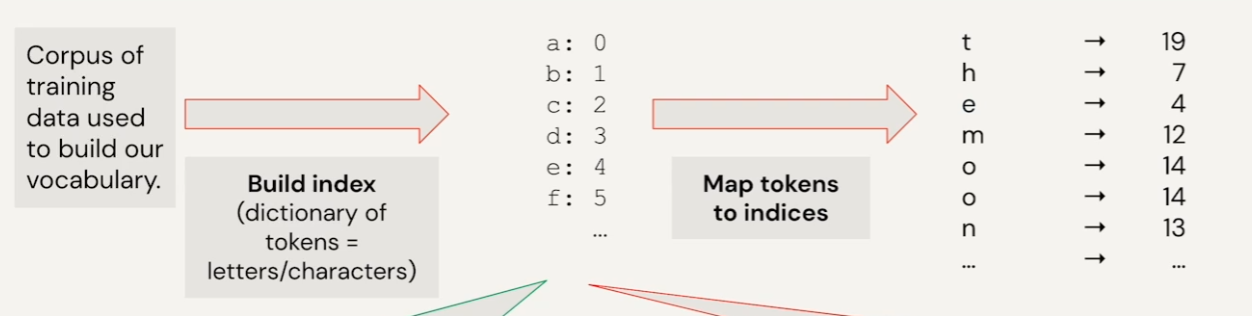 Corpus of
training
data used
to build our
vocabulary.
Build index
(dictionary of
tokens =
letters/characters)
a: 0
b: 1
c: 2
d: 3
e: 4
f: 5
...
Map tokens
to indices
t → 19
h → 7
e → 4
m → 12
o → 14
o → 14
n → 13
... → ...